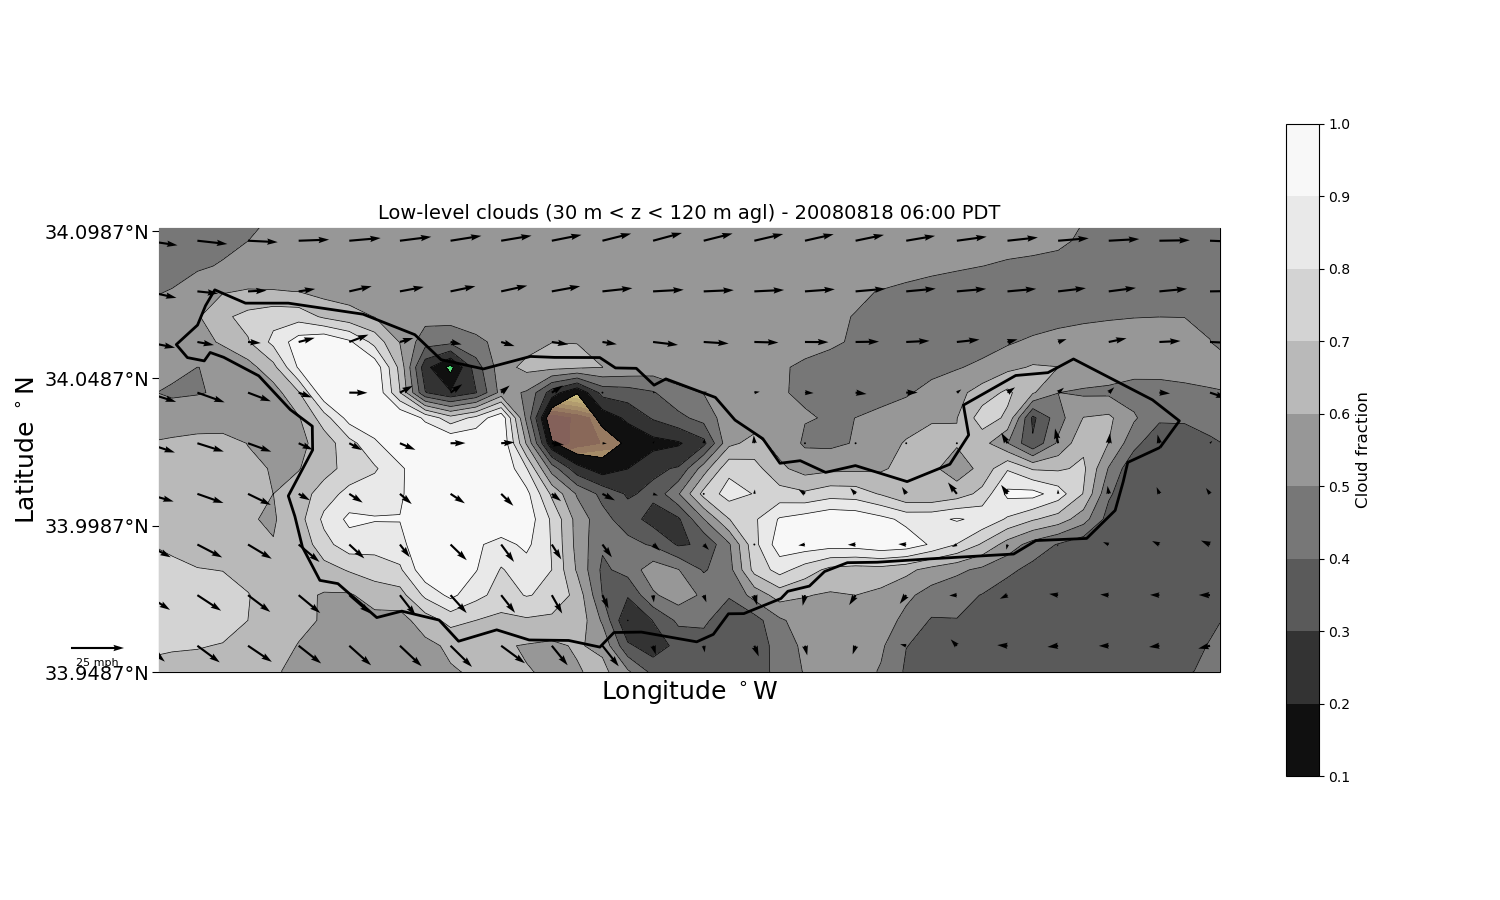 Low-level clouds (30 m < z < 120 m agl) - 20080818 06:00 PDT
34.0987°N
34.0487°N
33.9987°N
33.9487°N
Latitude °N
25 mph
Longitude °W
1.0
0.9
0.8
0.7
0.6
0.5
0.4
0.3
0.2
0.1
Cloud fraction